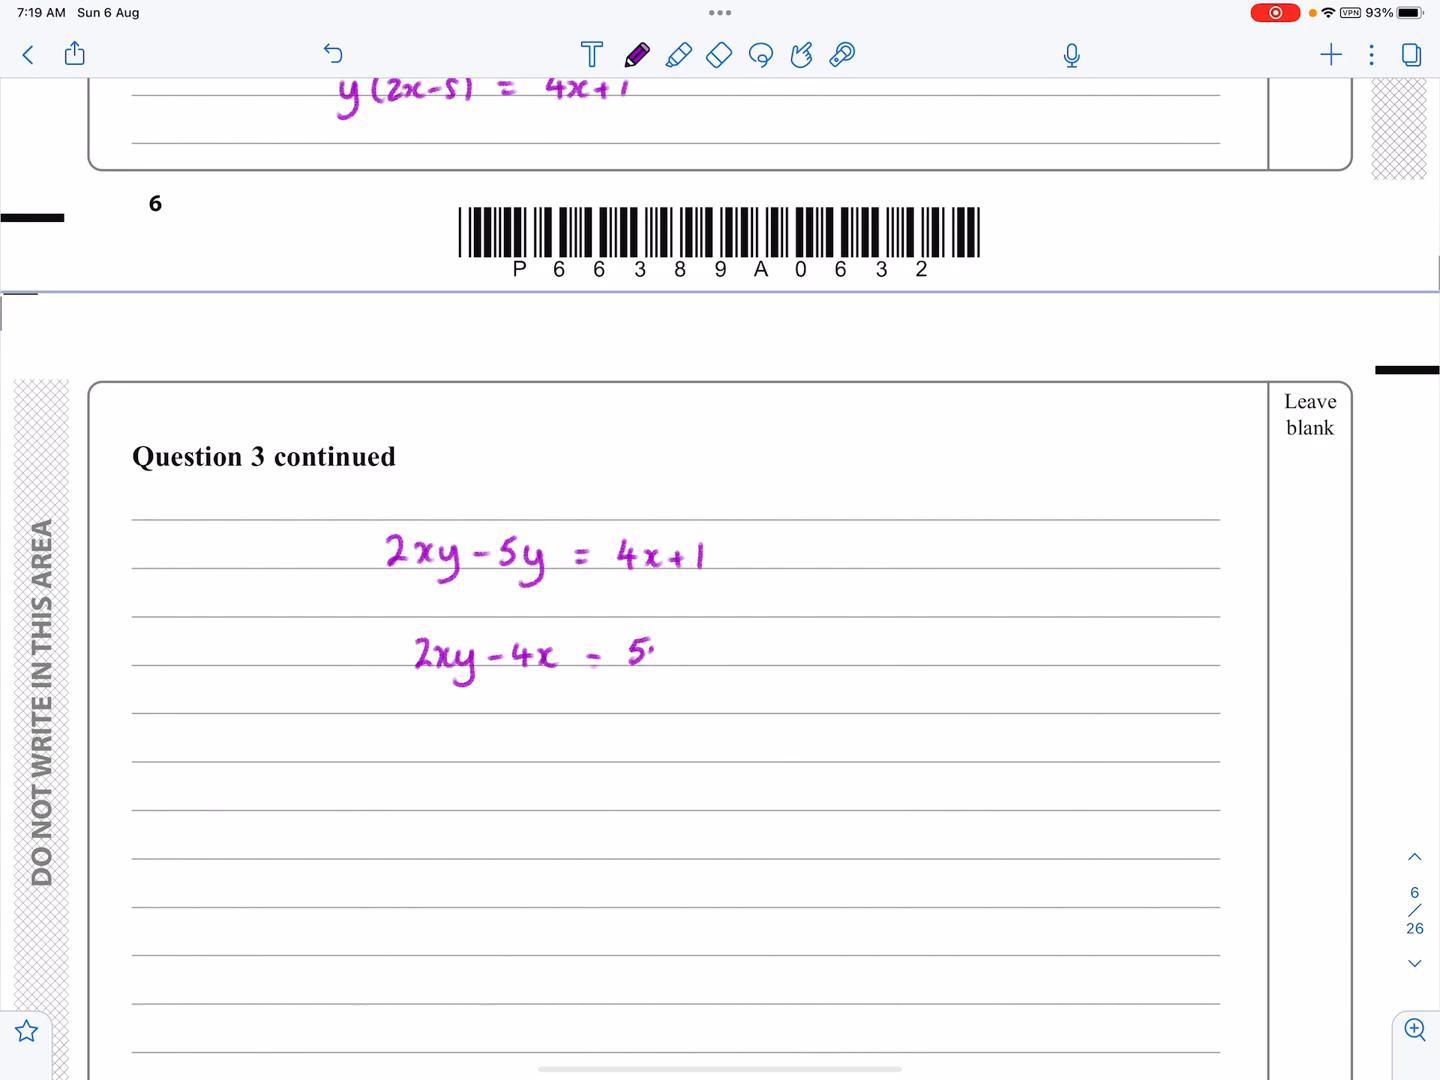 7:19 AM Sun 6 Aug
VPN 93%
T
y(2x-5) = 4x+1
6
P 6 6 3 8 9 A 0 6 3 2
Leave
blank
Question 3 continued
DO NOT WRITE IN THIS AREA
2xy-5y = 4x+1
2xy-4x = 5
6
/
26